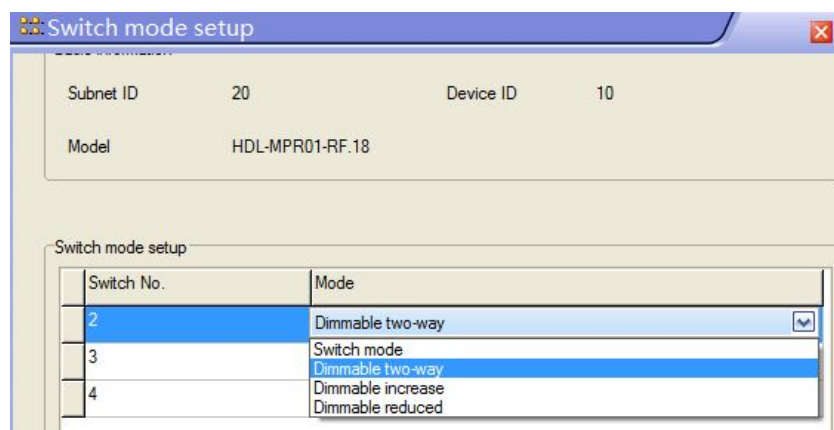 Switch mode setup
Subnet ID 20 Device ID 10
Model HDL-MPR01-RF.18
Switch mode setup
Switch No. Mode
2 Dimmable two-way
3 Switch mode
Dimmable two-way
4 Dimmable increase
Dimmable reduced